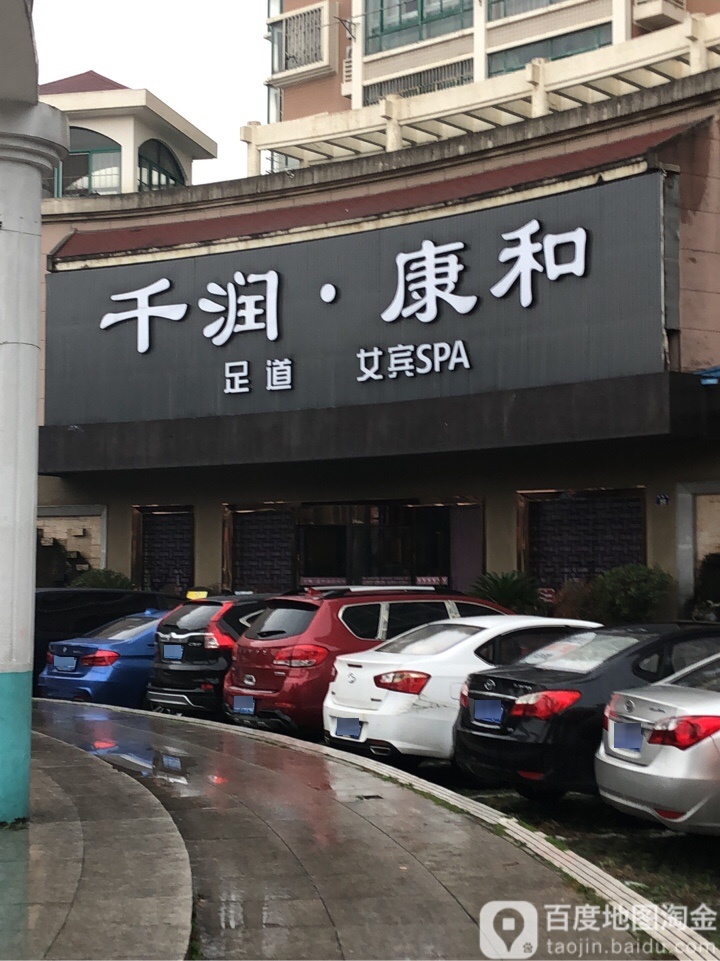 千润·康和
足道 女宾SPA
百度地图淘金
taojin.baidu.com